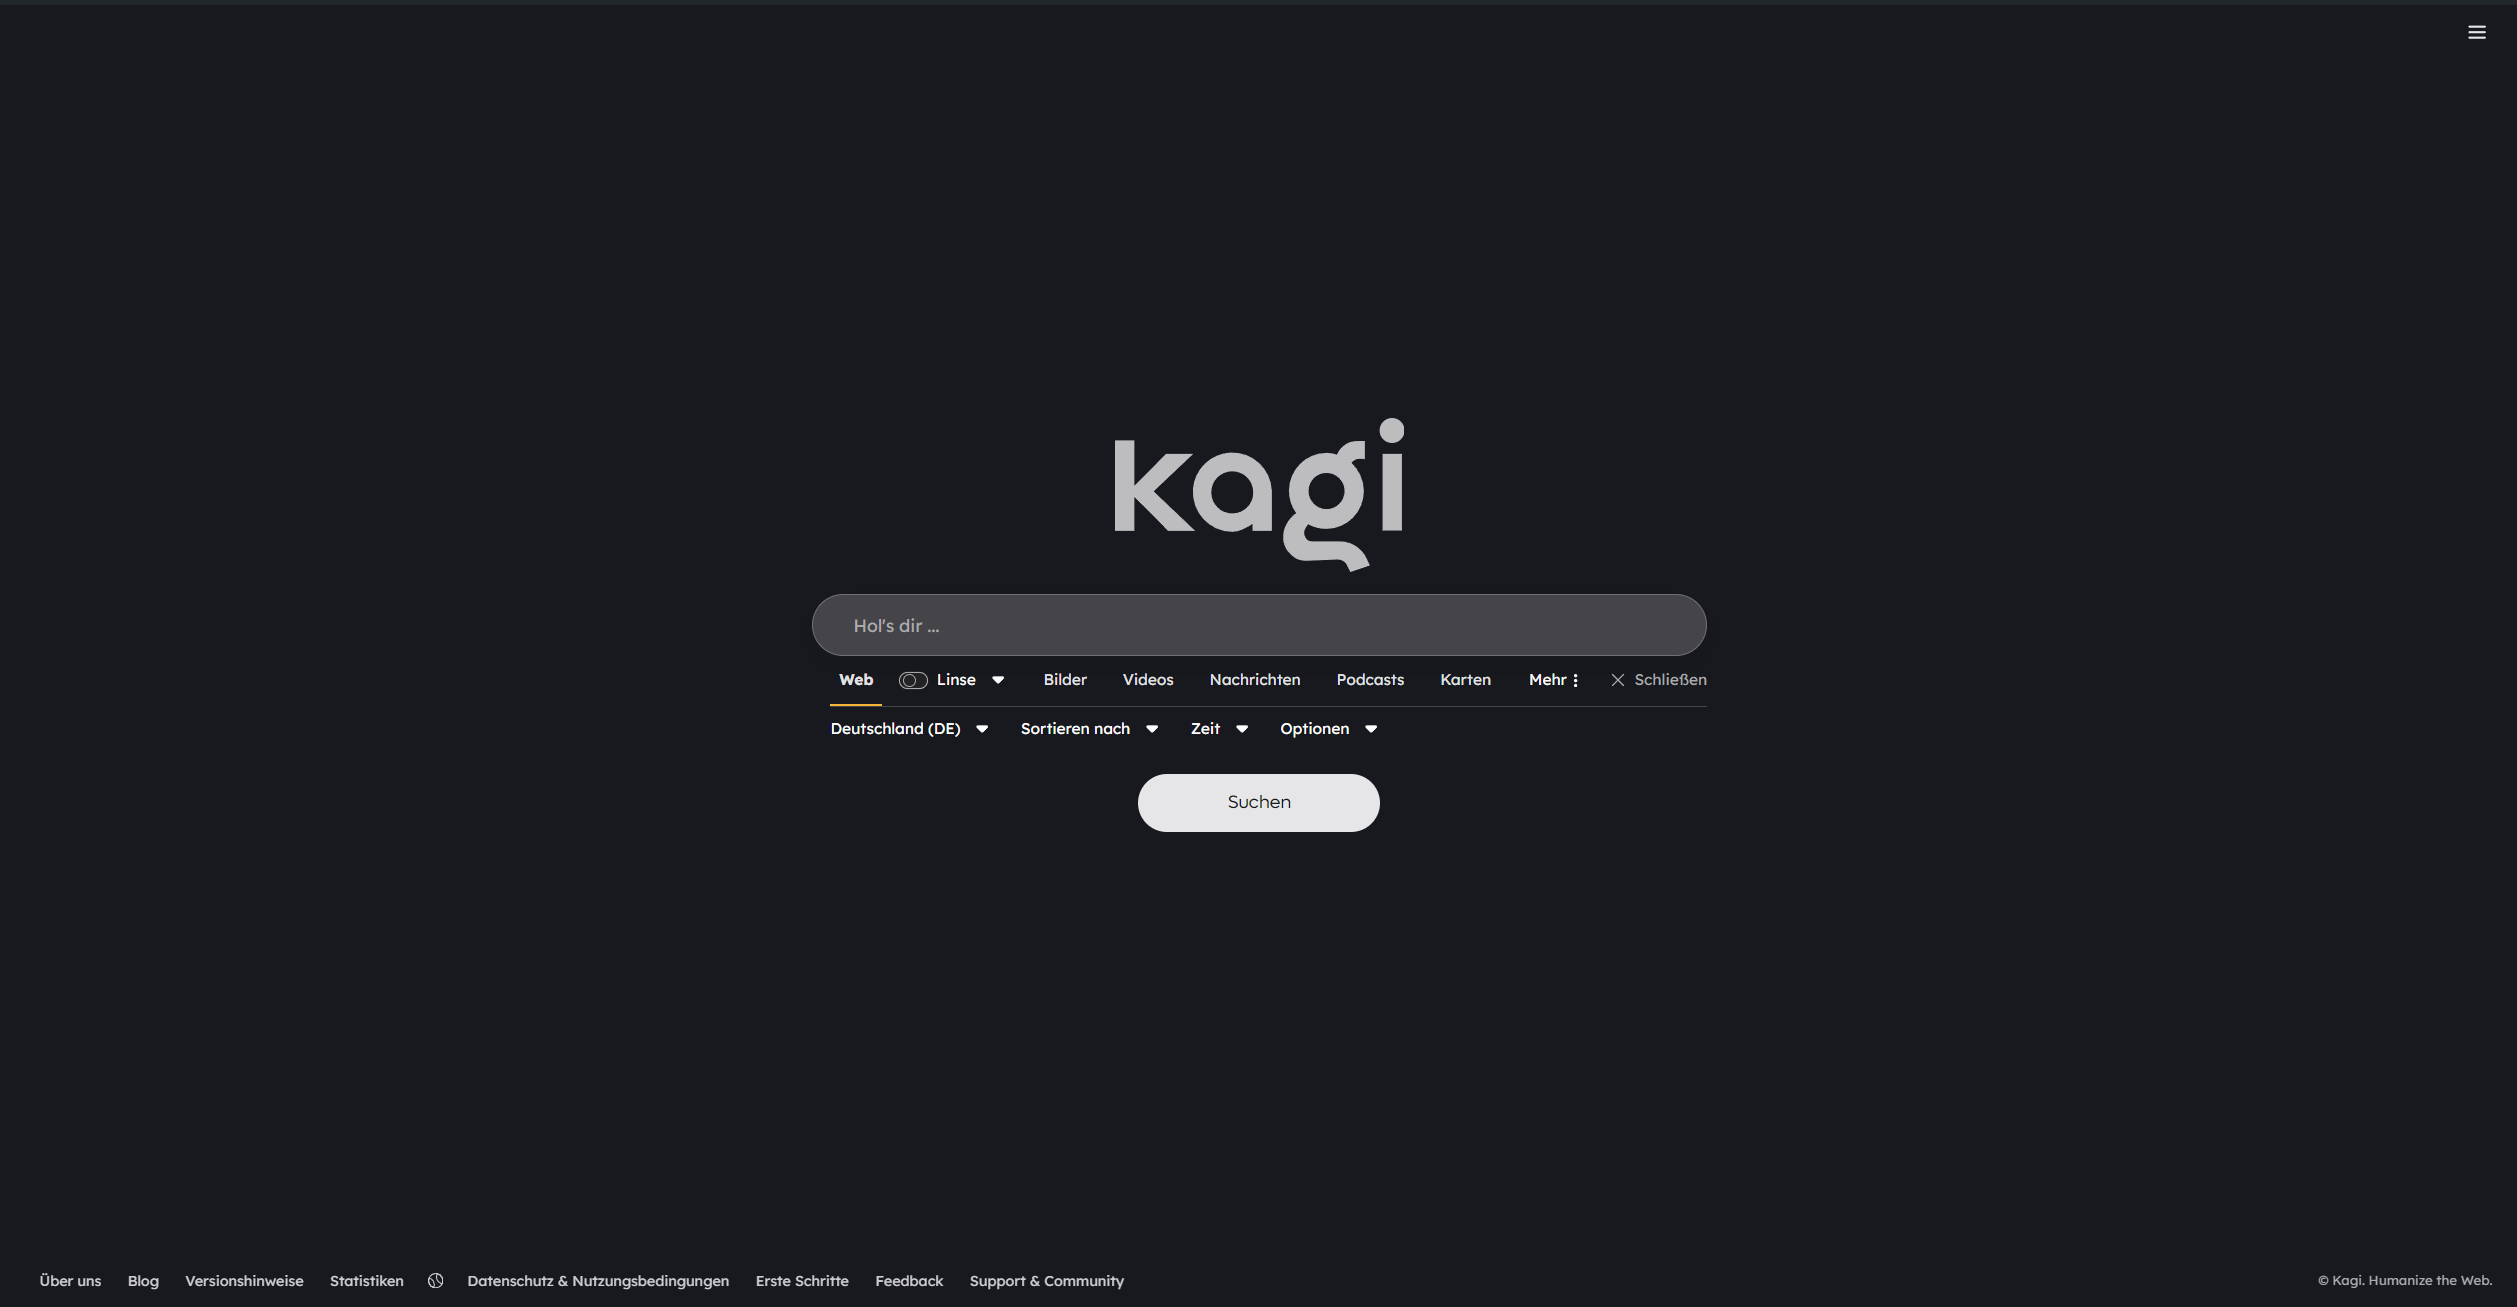 kagi
Hol's dir ...
Web Linse Bilder Videos Nachrichten Podcasts Karten Mehr Schließen
Deutschland (DE) Sortieren nach Zeit Optionen
Suchen
Über uns Blog Versionshinweise Statistiken Datenschutz & Nutzungsbedingungen Erste Schritte Feedback Support & Community © Kagi. Humanize the Web.